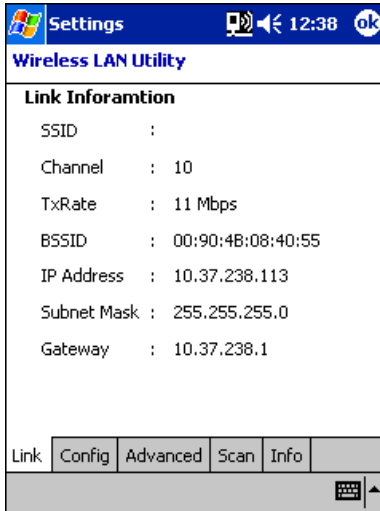 Settings 12:38 ok
Wireless LAN Utility
Link Inforamtion
SSID :
Channel : 10
TxRate : 11 Mbps
BSSID : 00:90:4B:08:40:55
IP Address : 10.37.238.113
Subnet Mask : 255.255.255.0
Gateway : 10.37.238.1
Link Config Advanced Scan Info